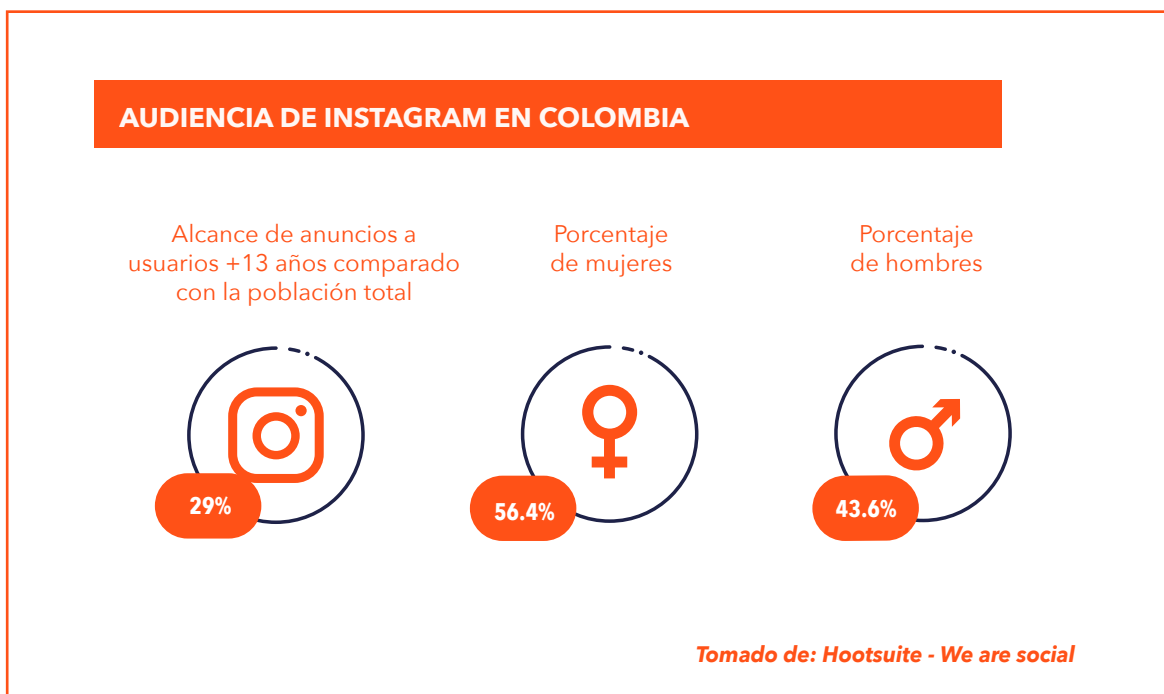 AUDIENCIA DE INSTAGRAM EN COLOMBIA
Alcance de anuncios a
usuarios +13 años comparado
con la población total
Porcentaje
de mujeres
Porcentaje
de hombres
29%
56.4%
43.6%
Tomado de: Hootsuite - We are social